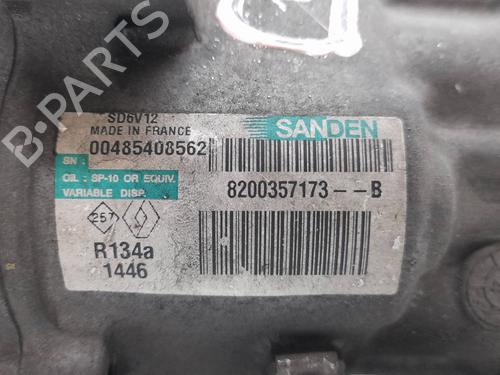 B-PARTS
SD6V12
MADE IN FRANCE
SANDEN
00485408562
SN :
OIL : SP-10 OR EQUIV.
VARIABLE DISP.
8200357173--B
257
R134a
1446